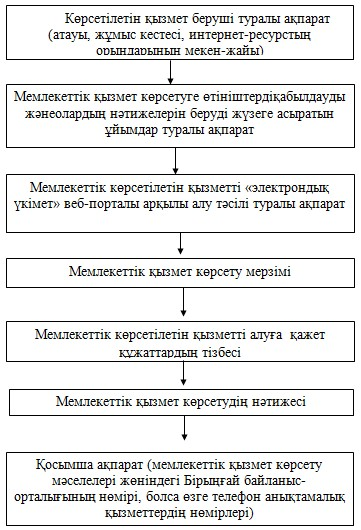 Көрсетілетін қызмет беруші туралы ақпарат
(атауы, жұмыс кестесі, интернет-ресурстың
орындарының мекен-жайы)
Мемлекеттік қызмет көрсетуге өтініштердіқабылдауды
жәнеолардың нәтижелерін беруді жүзеге асыратын
ұйымдар туралы ақпарат
Мемлекеттік көрсетілетін қызметті «электрондық
үкімет» веб-порталы арқылы алу тәсілі туралы ақпарат
Мемлекеттік қызмет көрсету мерзімі
Мемлекеттік көрсетілетін қызметті алуға қажет
құжаттардың тізбесі
Мемлекеттік қызмет көрсетудің нәтижесі
Қосымша ақпарат (мемлекеттік қызмет көрсету
мәселелері жөніндегі Бірыңғай байланыс-
орталығының нөмірі, болса өзге телефон анықтамалық
қызметтердің нөмірлері)